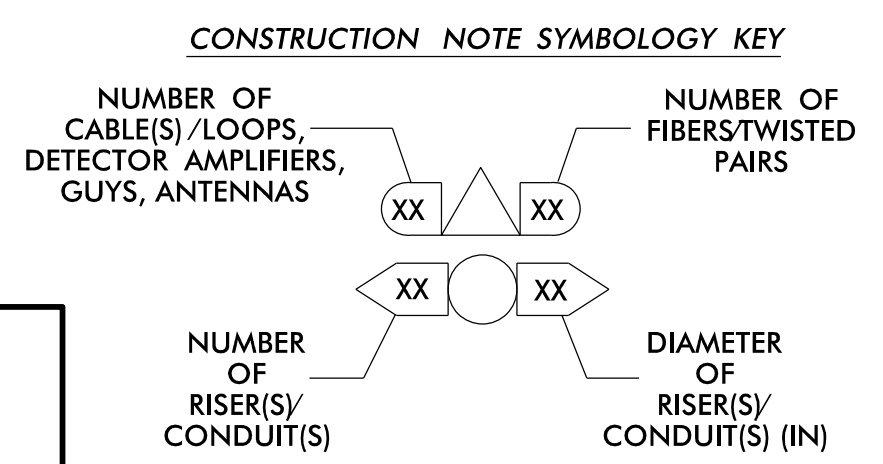 CONSTRUCTION NOTE SYMBOLOGY KEY
NUMBER OF
CABLE(S)/LOOPS,
DETECTOR AMPLIFIERS,
GUYS, ANTENNAS
NUMBER OF
FIBERS/TWISTED
PAIRS
XX
XX
XX
XX
NUMBER
OF
RISER(S)/
CONDUIT(S)
DIAMETER
OF
RISER(S)/
CONDUIT(S) (IN)